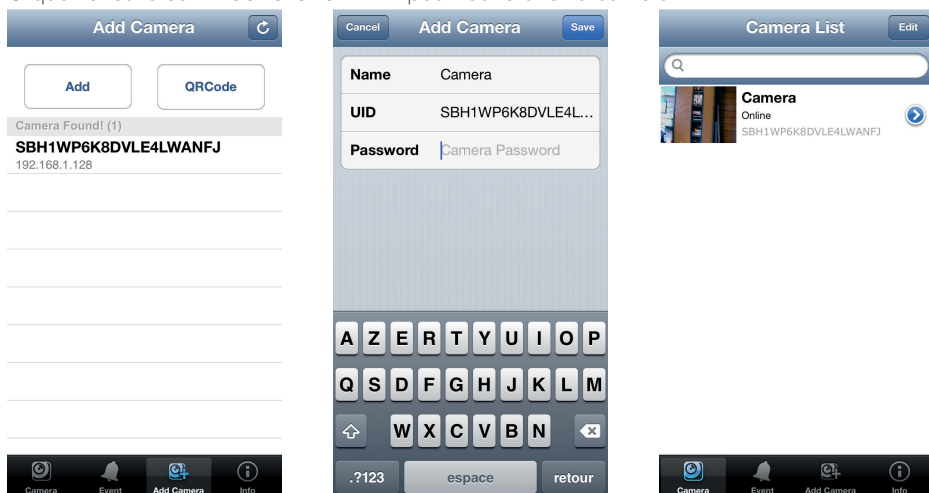 Add Camera
Add
QRCode
Camera Found! (1)
SBH1WP6K8DVLE4LWANFJ
192.168.1.128
Camera
Event
Add Camera
Info
Cancel
Add Camera
Save
Name
Camera
UID
SBH1WP6K8DVLE4L...
Password
Camera Password
A Z E R T Y U I O P
Q S D F G H J K L M
W X C V B N
.?123
espace
retour
Camera List
Edit
Camera
Online
SBH1WP6K8DVLE4LWANFJ
Camera
Event
Add Camera
Info